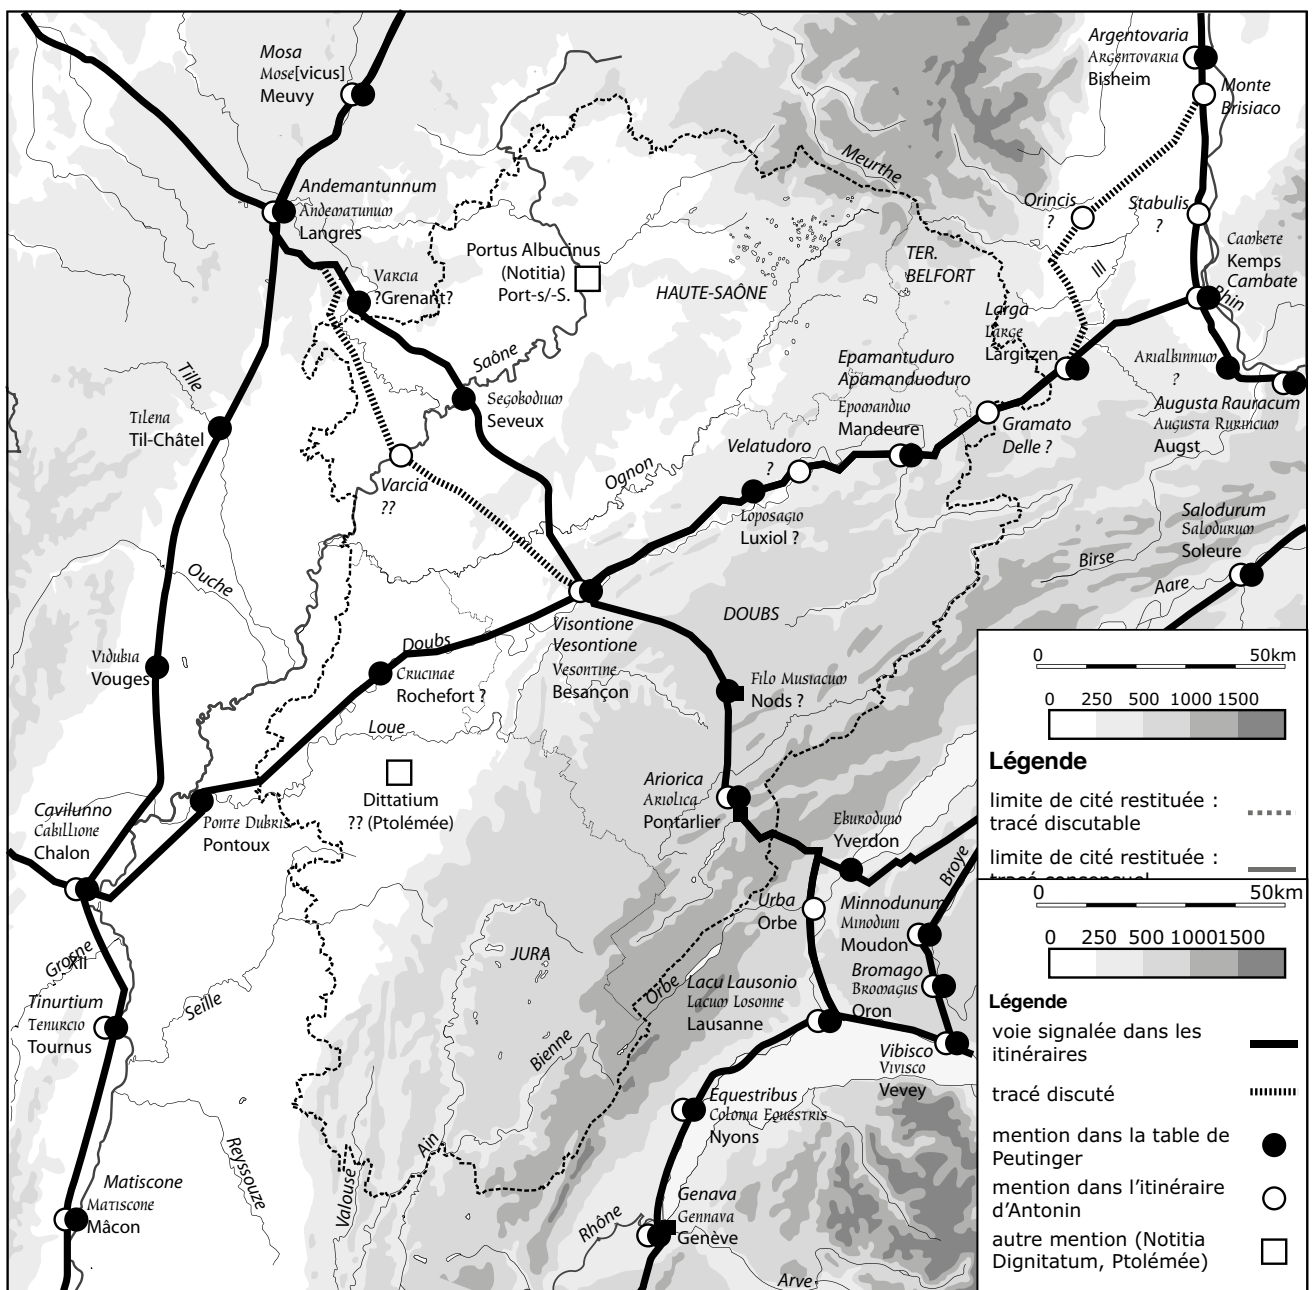 Mosa
Mose[vicus]
Meuvy
Argentovaria
Argentovaria
Bisheim
Monte
Brisiaco
Meurthe
Andemantunnum
Andematunum
Langres
Orincis
?
Stabulis
?
Portus Albucinus
(Notitia)
Port-s/-S.
TER.
BELFORT
Cambete
Kemps
Cambate
Ill
Rhin
Varcia
?Grenant?
HAUTE-SAÔNE
Larga
Large
Largitzen
Saône
Epamantuduro
Apamanduoduro
Epomanduo
Mandeure
Arialbinnum
?
Tille
Segobodium
Seveux
Augusta Rauracum
Augusta Ruracum
Augst
Tilena
Til-Châtel
Gramato
Delle ?
Velatudoro
?
Varcia
??
Ognon
Loposagio
Luxiol ?
Salodurum
Salodurum
Soleure
Birse
Aare
Ouche
DOUBS
Visontione
Vesontione
Vesontine
Besançon
Doubs
Vidubia
Vouges
Crucinae
Rochefort ?
Filo Musiacum
Nods ?
Loue
Dittatium
?? (Ptolémée)
Ariorica
Ariolica
Pontarlier
Cavilunno
Cabillione
Chalon
Ponte Dubris
Pontoux
Eburoduno
Yverdon
Broye
Urba
Orbe
Minnodunum
Minoduni
Moudon
Grosne
XII
JURA
Bromago
Bromagus
Oron
Orbe
Lacu Lausonio
Lacum Losonne
Lausanne
Tinurtium
Tenurcio
Tournus
Seille
Bienne
Vibisco
Vivisco
Vevey
Equestribus
Colonia Equestris
Nyons
Ain
Reyssouze
Valouse
Matiscone
Matiscone
Mâcon
Genava
Gennava
Genève
Rhône
Arve
0 50km
0 250 500 1000 1500
Légende
limite de cité restituée :
tracé discutable
limite de cité restituée :
tracé consensuel
0 50km
0 250 500 1000 1500
Légende
voie signalée dans les
itinéraires
tracé discuté
mention dans la table de
Peutinger
mention dans l'itinéraire
d'Antonin
autre mention (Notitia
Dignitatum, Ptolémée)